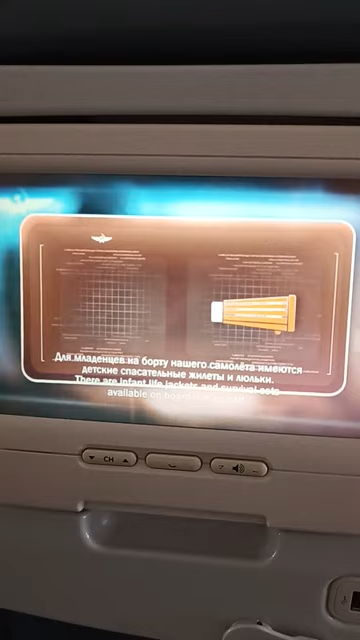 Для младенцев на борту нашего самолёта имеются
детские спасательные жилеты и люльки.
There are infant life jackets and survival cots
available on board
CH